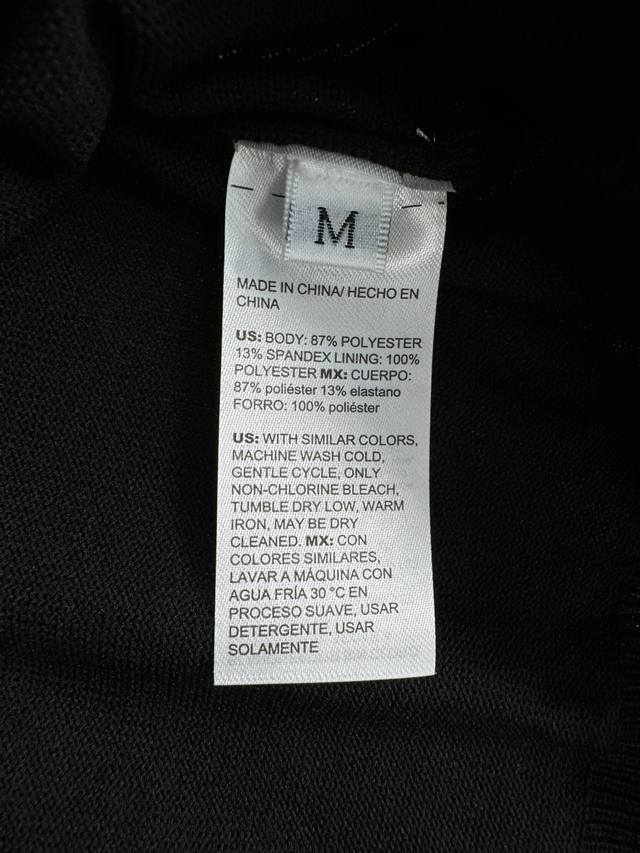 M
MADE IN CHINA/ HECHO EN
CHINA
US: BODY: 87% POLYESTER
13% SPANDEX LINING: 100%
POLYESTER MX: CUERPO:
87% poliéster 13% elastano
FORRO: 100% poliéster
US: WITH SIMILAR COLORS,
MACHINE WASH COLD,
GENTLE CYCLE, ONLY
NON-CHLORINE BLEACH,
TUMBLE DRY LOW, WARM
IRON, MAY BE DRY
CLEANED. MX: CON
COLORES SIMILARES,
LAVAR A MÁQUINA CON
AGUA FRÍA 30 °C EN
PROCESO SUAVE, USAR
DETERGENTE, USAR
SOLAMENTE